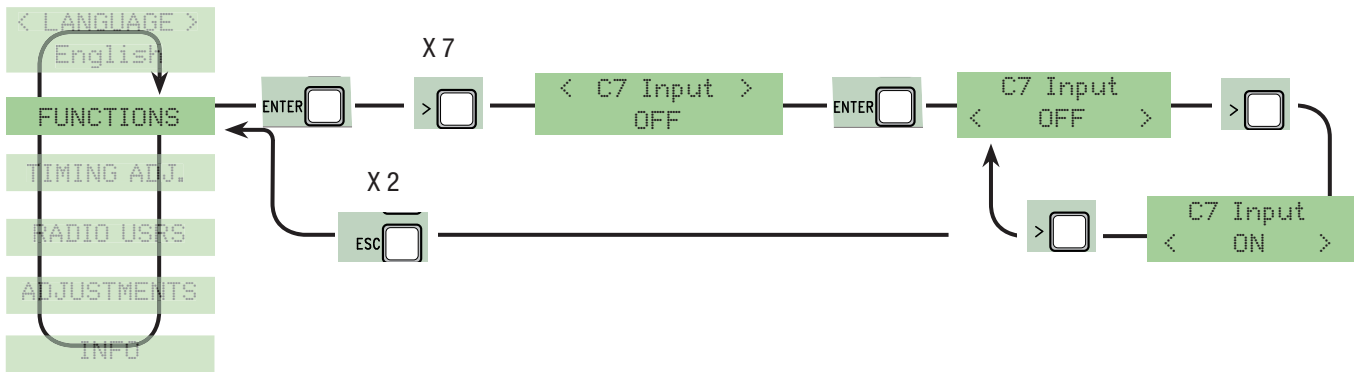 < LANGUAGE >
English
FUNCTIONS
TIMING ADJ.
RADIO USRS
ADJUSTMENTS
INFO
ENTER
X 7
>
< C7 Input >
OFF
ENTER
C7 Input
< OFF >
>
C7 Input
< ON >
>
X 2
ESC